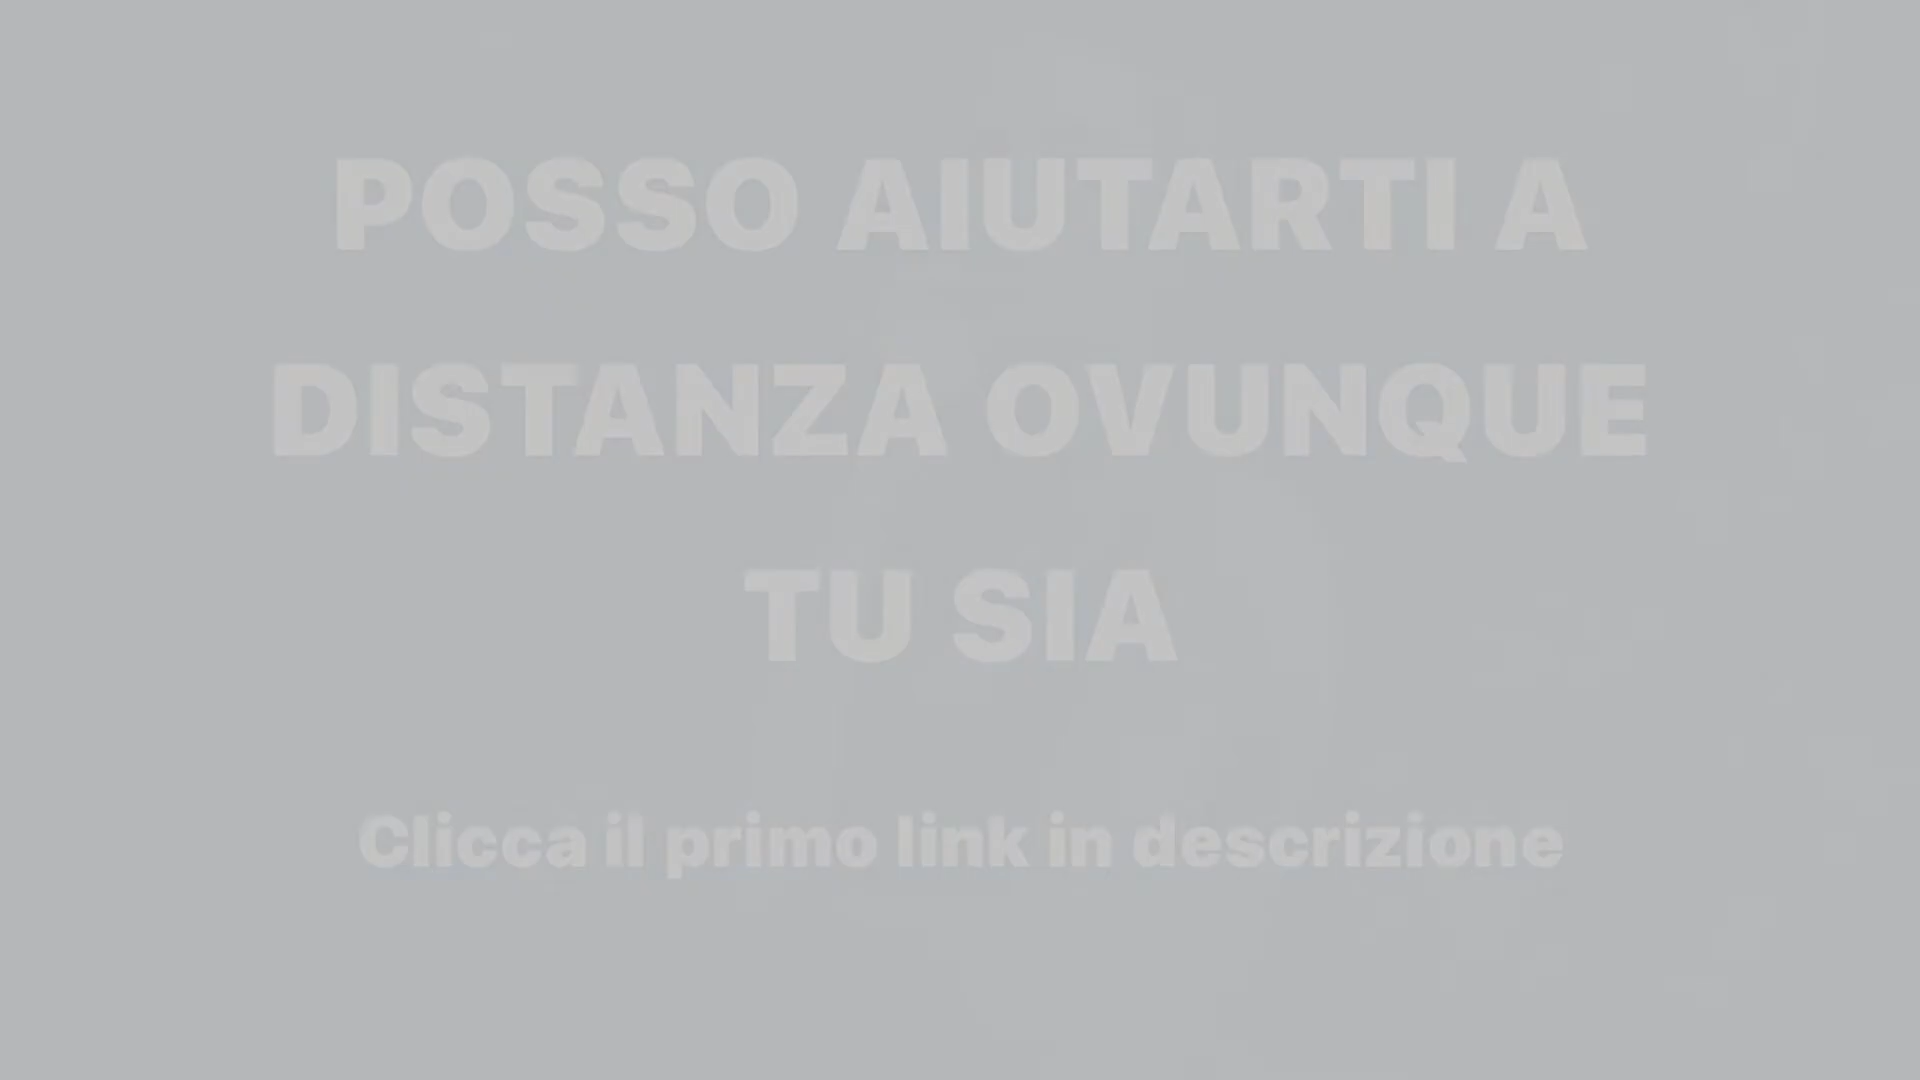 POSSO AIUTARTI A
DISTANZA OVUNQUE
TU SIA
Clicca il primo link in descrizione